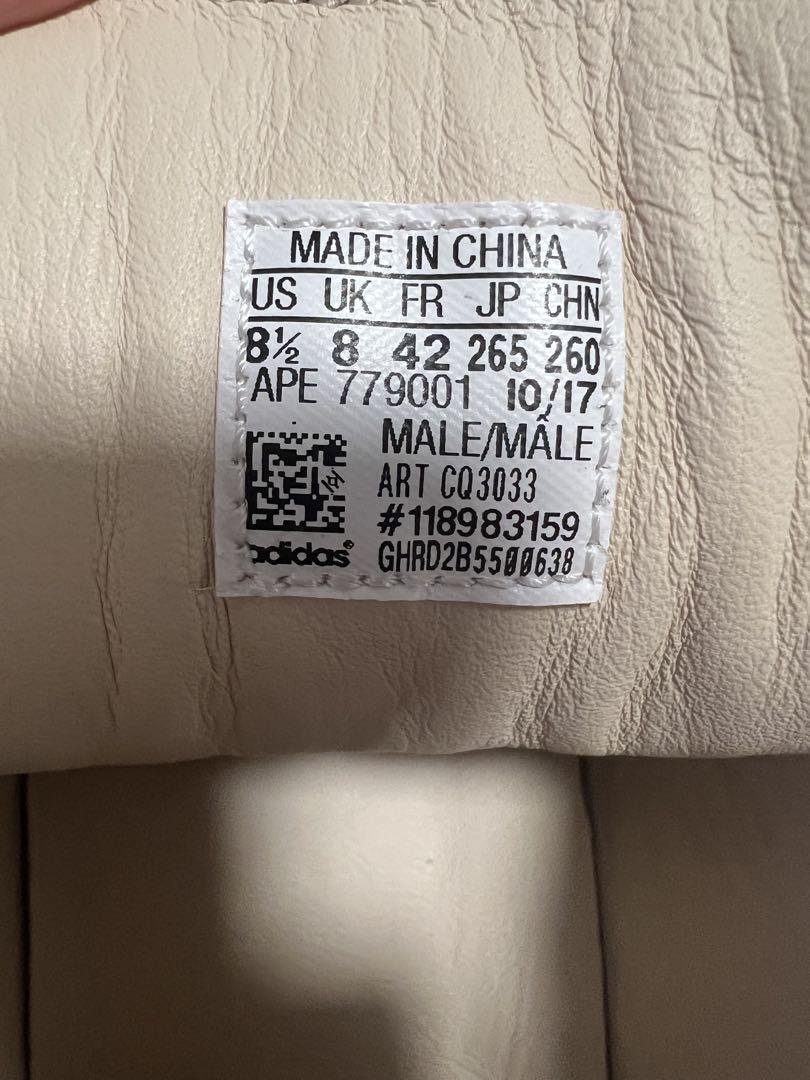 MADE IN CHINA
US UK FR JP CHN
8½ 8 42 265 260
APE 779001 10/17
MALE/MÂLE
ART CQ3033
#118983159
adidas® GHRD2B5500638